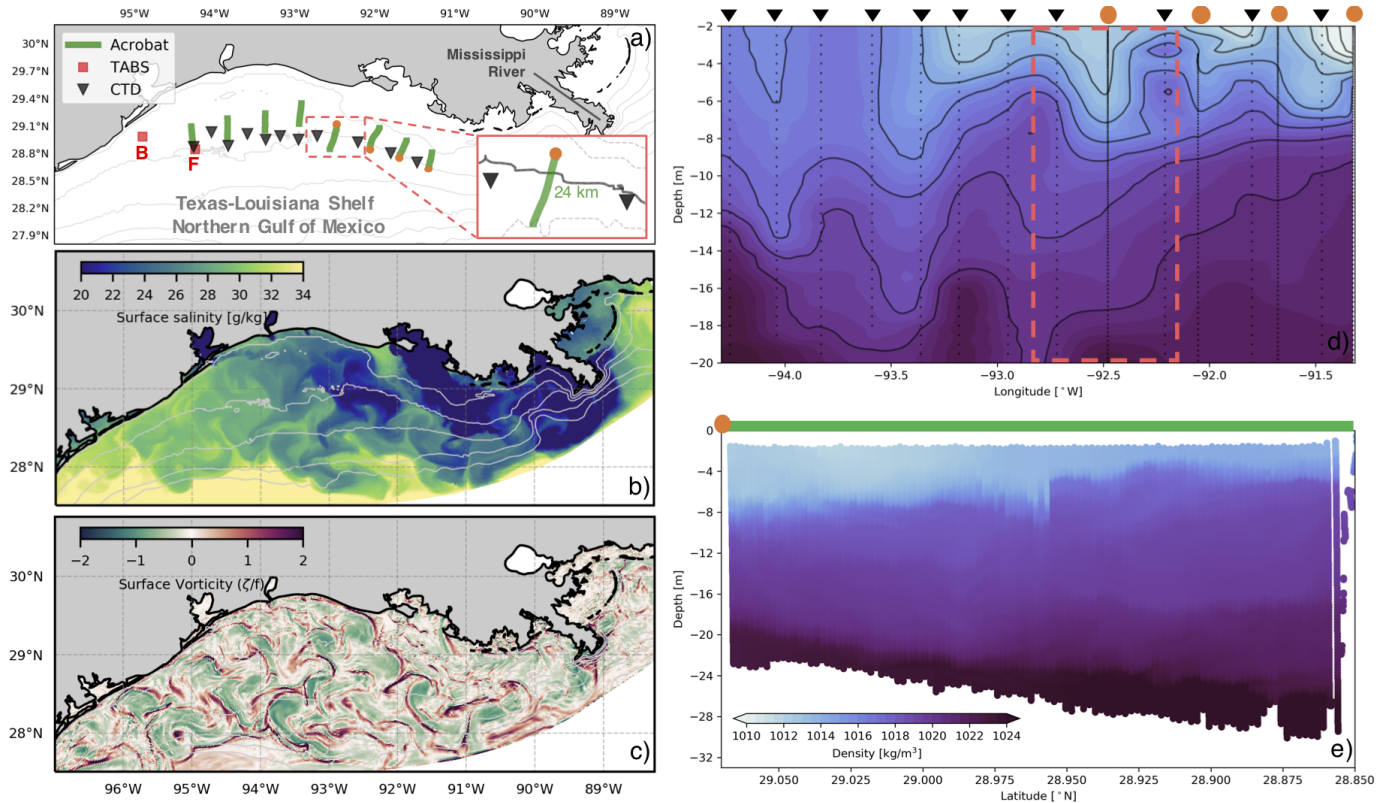 95°W 94°W 93°W 92°W 91°W 90°W 89°W
30°N
29.7°N
29.4°N
29.1°N
28.8°N
28.5°N
28.2°N
27.9°N
Acrobat
TABS
CTD
a)
Mississippi
River
B
F
24 km
Texas-Louisiana Shelf
Northern Gulf of Mexico
20 22 24 26 28 30 32 34
Surface salinity [g/kg]
30°N
29°N
28°N
b)
−2 −1 0 1 2
Surface Vorticity (ζ/f)
30°N
29°N
28°N
c)
96°W 95°W 94°W 93°W 92°W 91°W 90°W 89°W
−2
−4
−6
−8
−10
−12
−14
−16
−18
−20
Depth [m]
d)
−94.0 −93.5 −93.0 −92.5 −92.0 −91.5
Longitude [°W]
0
−4
−8
−12
−16
−20
−24
−28
−32
Depth [m]
1010 1012 1014 1016 1018 1020 1022 1024
Density [kg/m³]
e)
29.050 29.025 29.000 28.975 28.950 28.925 28.900 28.875 28.850
Latitude [°N]